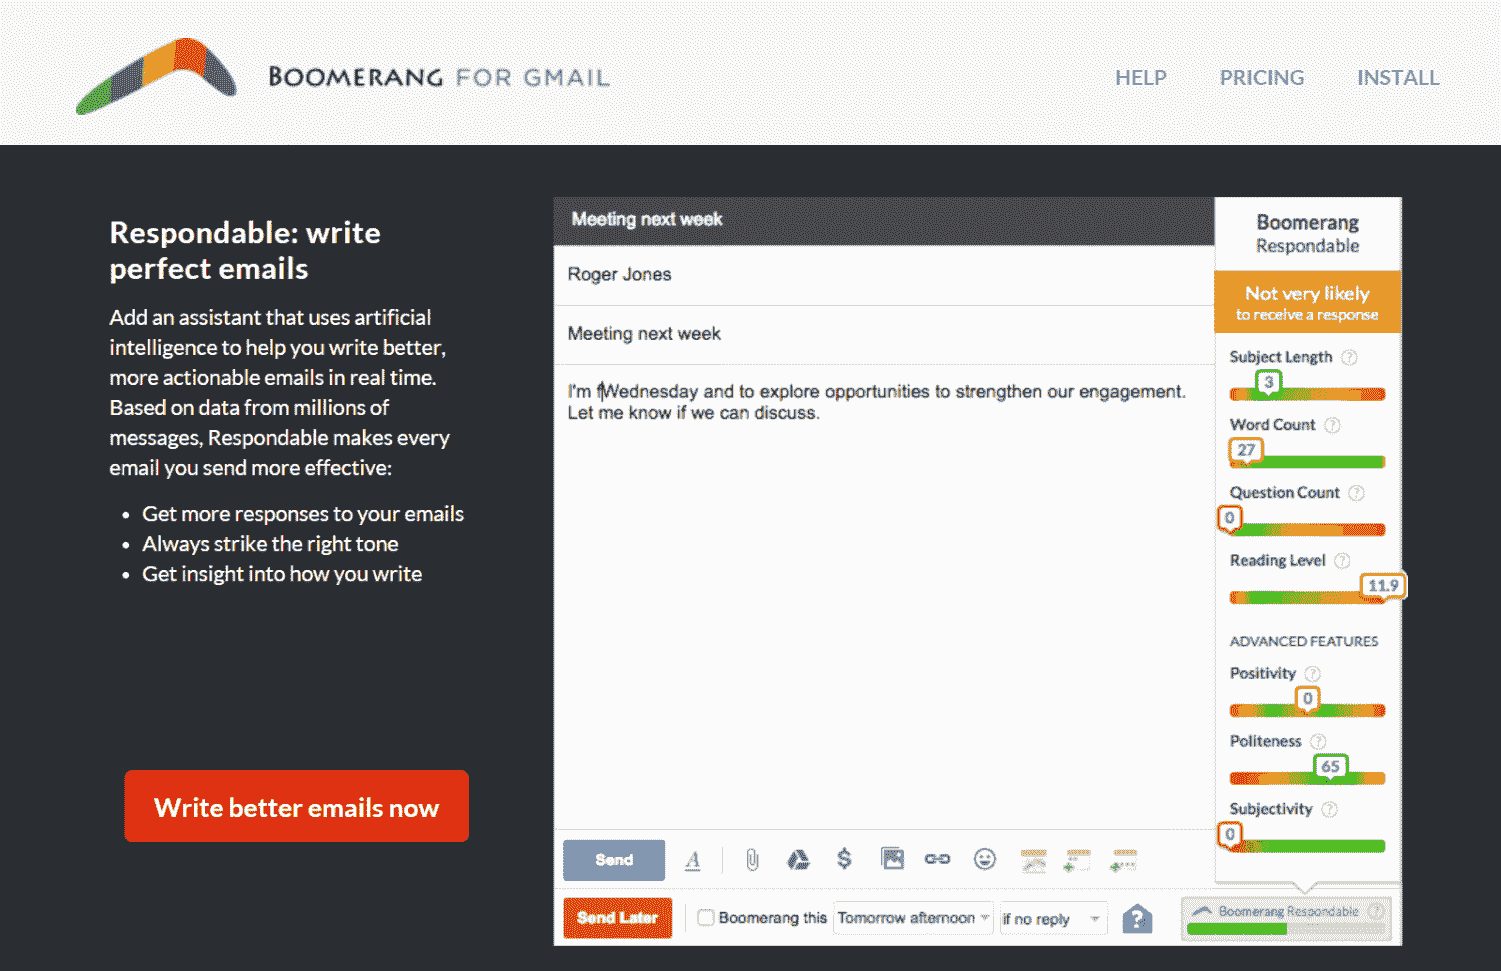 BOOMERANG FOR GMAIL
HELP PRICING INSTALL
Respondable: write
perfect emails
Add an assistant that uses artificial
intelligence to help you write better,
more actionable emails in real time.
Based on data from millions of
messages, Respondable makes every
email you send more effective:
• Get more responses to your emails
• Always strike the right tone
• Get insight into how you write
Write better emails now
Meeting next week
Roger Jones
Meeting next week
I'm f Wednesday and to explore opportunities to strengthen our engagement.
Let me know if we can discuss.
Send
Send Later
Boomerang this Tomorrow afternoon if no reply
Boomerang
Respondable
Not very likely
to receive a response
Subject Length ?
3
Word Count ?
27
Question Count ?
0
Reading Level ?
11.9
ADVANCED FEATURES
Positivity ?
0
Politeness ?
65
Subjectivity ?
0
Boomerang Respondable ?